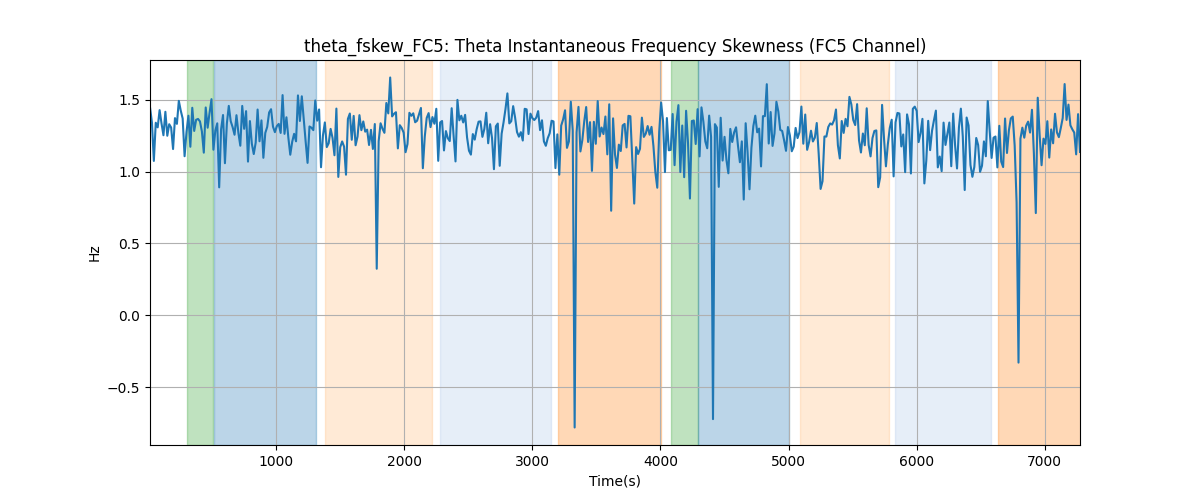 theta_fskew_FC5: Theta Instantaneous Frequency Skewness (FC5 Channel)
Hz
1.5
1.0
0.5
0.0
−0.5
1000 2000 3000 4000 5000 6000 7000
Time(s)